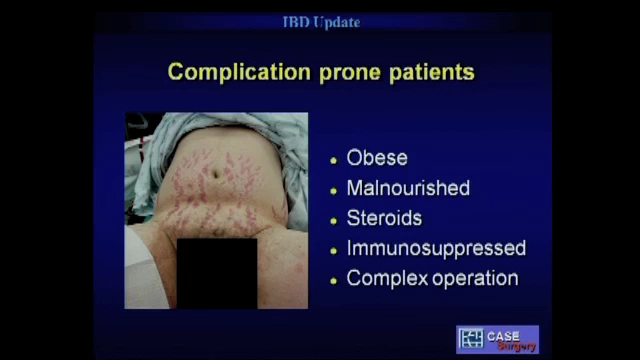 IBD Update
Complication prone patients
Obese
Malnourished
Steroids
Immunosuppressed
Complex operation
CASE
Surgery